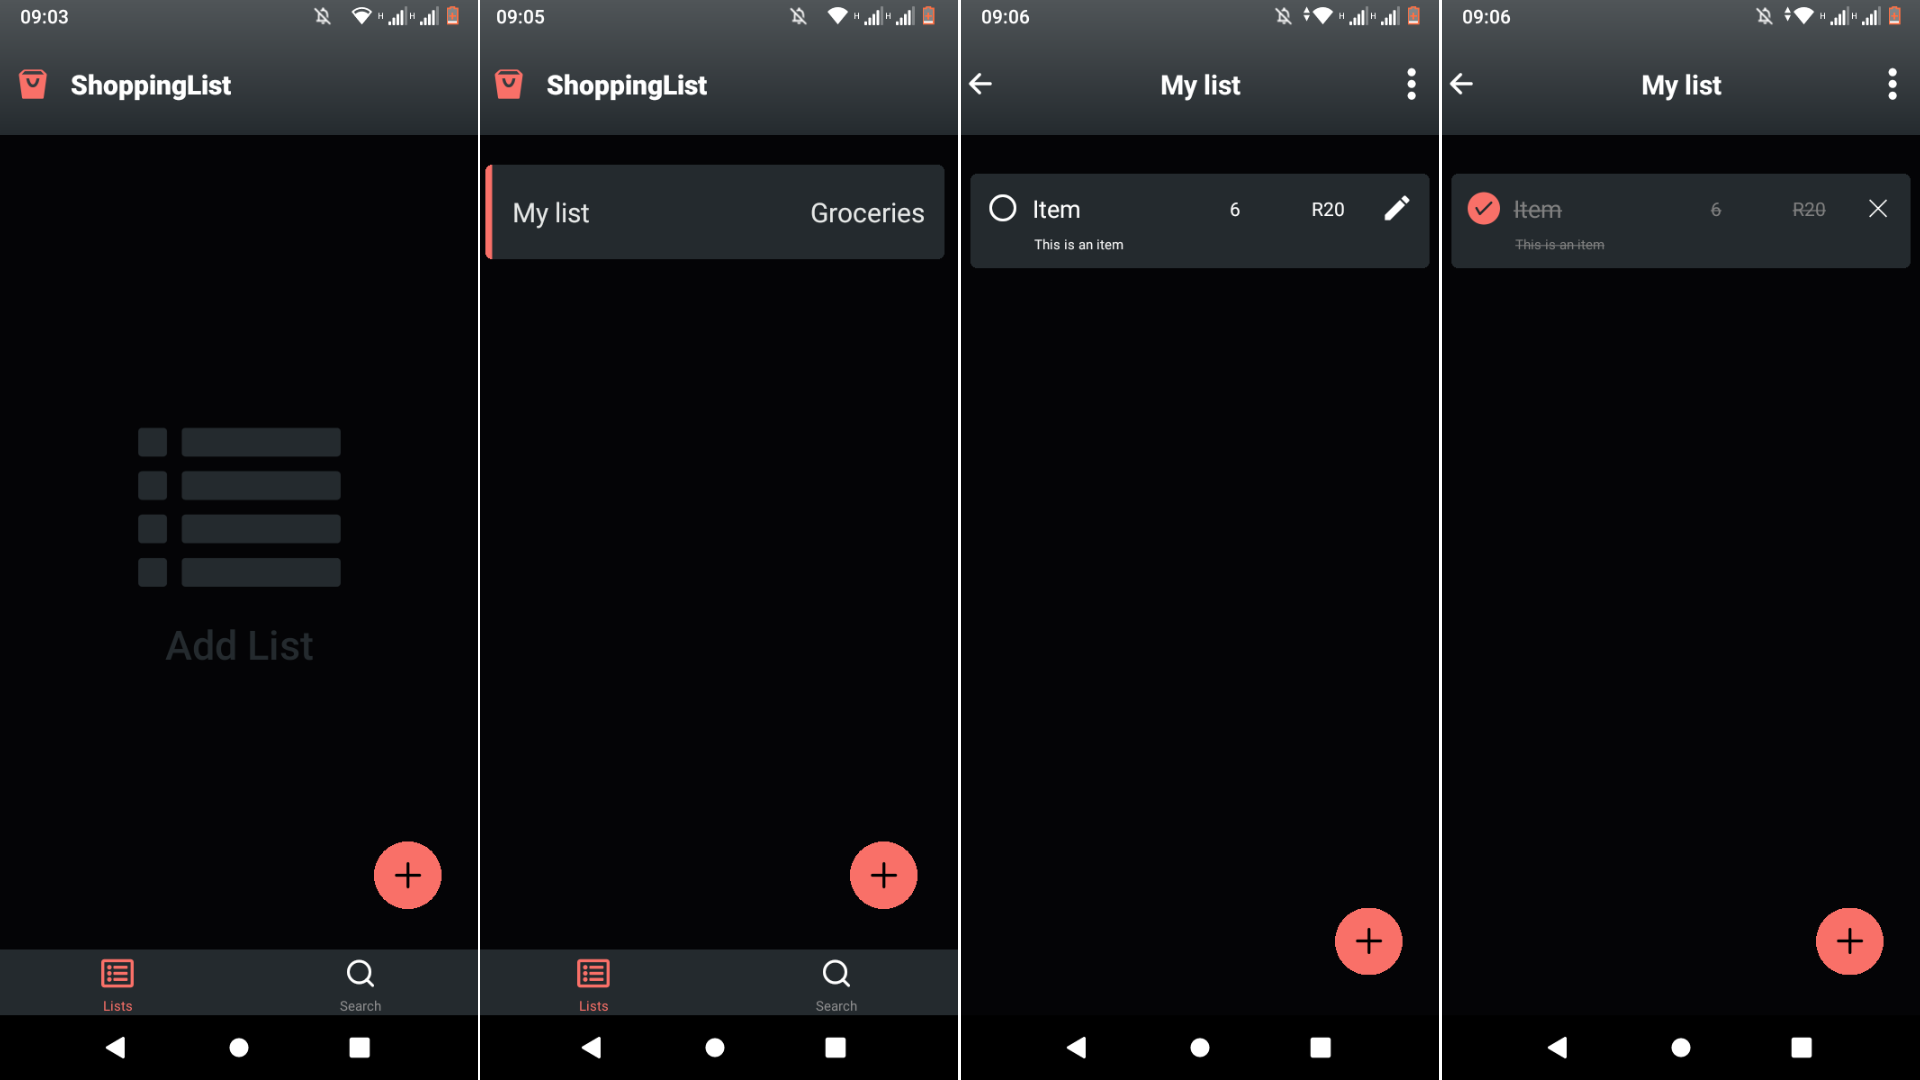 09:03
H H
ShoppingList
Add List
Lists Search
09:05
H H
ShoppingList
My list Groceries
Lists Search
09:06
H H
My list
Item 6 R20
This is an item
09:06
H H
My list
Item 6 R20
This is an item